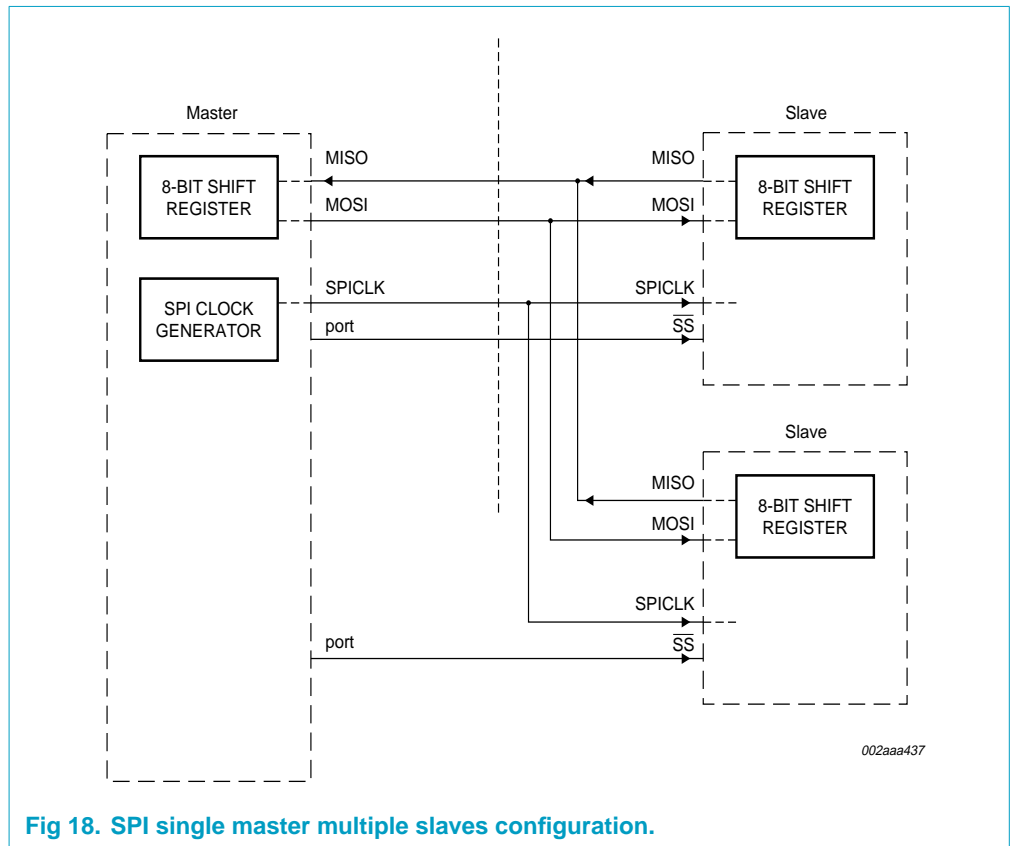 Master
Slave
8-BIT SHIFT
REGISTER
MISO
MISO
8-BIT SHIFT
REGISTER
MOSI
MOSI
SPI CLOCK
GENERATOR
SPICLK
SPICLK
port
S̅S̅
Slave
MISO
8-BIT SHIFT
REGISTER
MOSI
SPICLK
port
S̅S̅
002aaa437
Fig 18. SPI single master multiple slaves configuration.